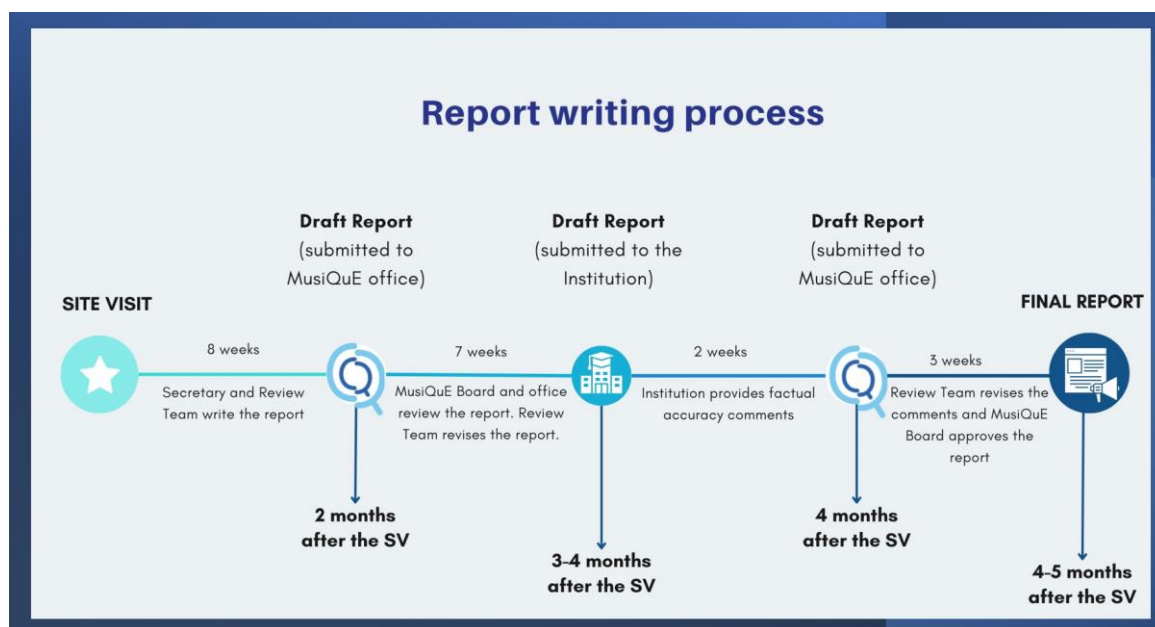 Report writing process
Draft Report
(submitted to
MusiQuE office)
Draft Report
(submitted to the
Institution)
Draft Report
(submitted to
MusiQuE office)
SITE VISIT
FINAL REPORT
8 weeks
Secretary and Review
Team write the report
7 weeks
MusiQuE Board and office
review the report. Review
Team revises the report.
2 weeks
Institution provides factual
accuracy comments
3 weeks
Review Team revises the
comments and MusiQuE
Board approves the
report
2 months
after the SV
3-4 months
after the SV
4 months
after the SV
4-5 months
after the SV